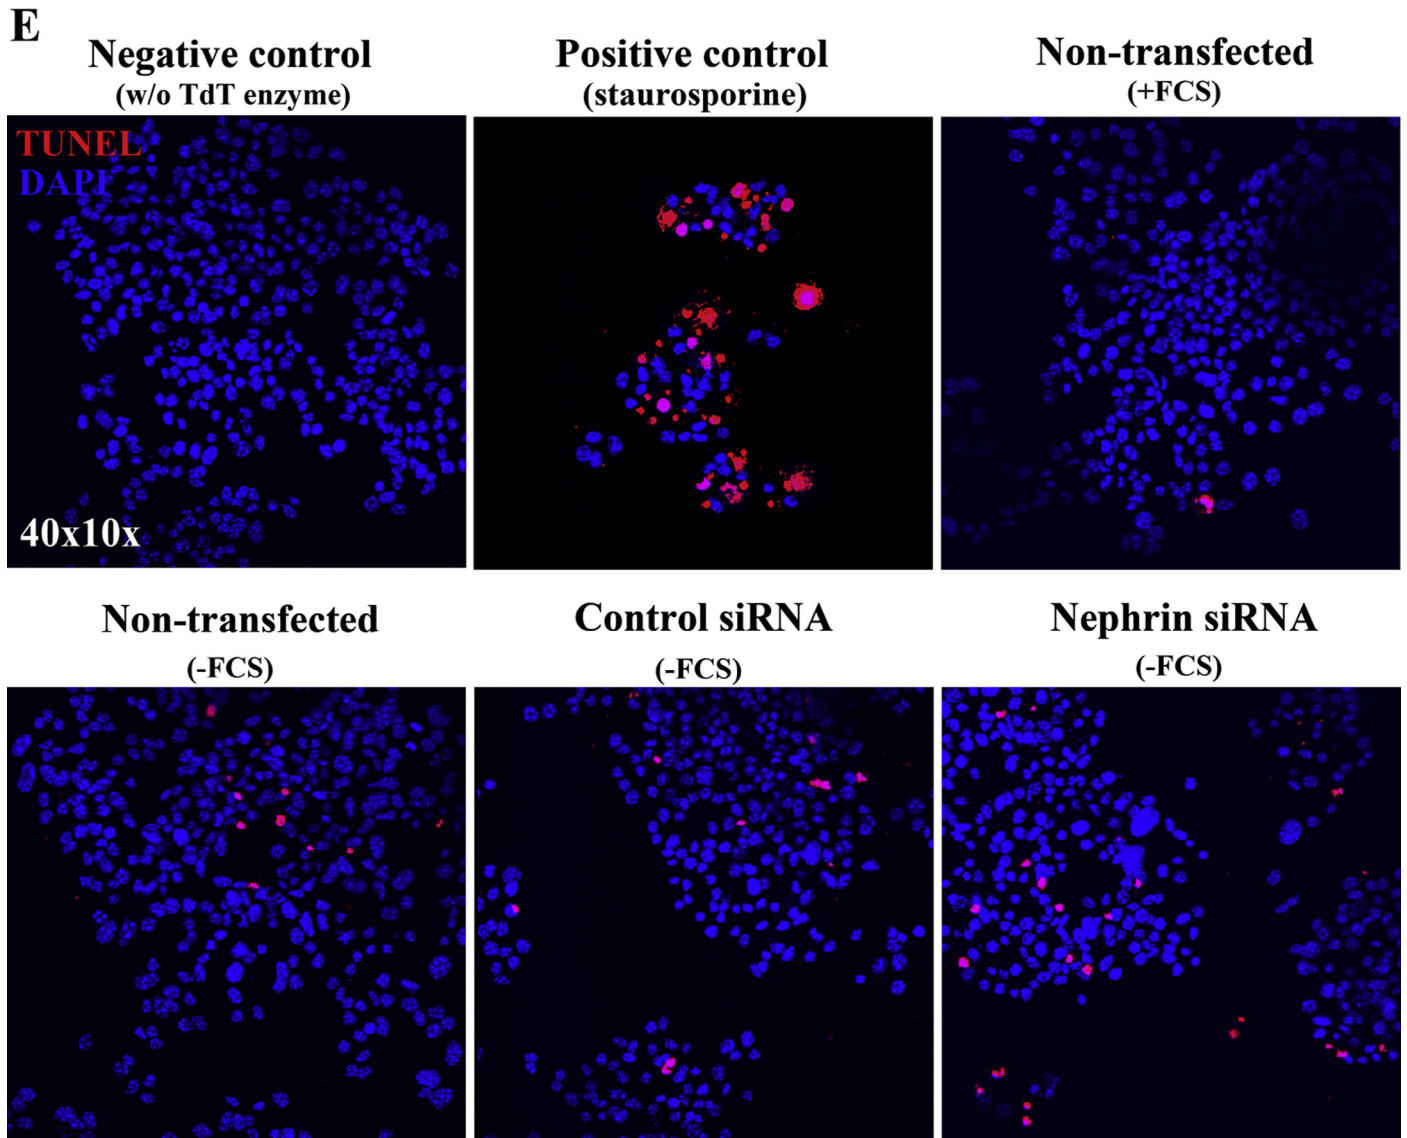 E
Negative control
(w/o TdT enzyme)
Positive control
(staurosporine)
Non-transfected
(+FCS)
TUNEL
DAPI
40x10x
Non-transfected
(-FCS)
Control siRNA
(-FCS)
Nephrin siRNA
(-FCS)